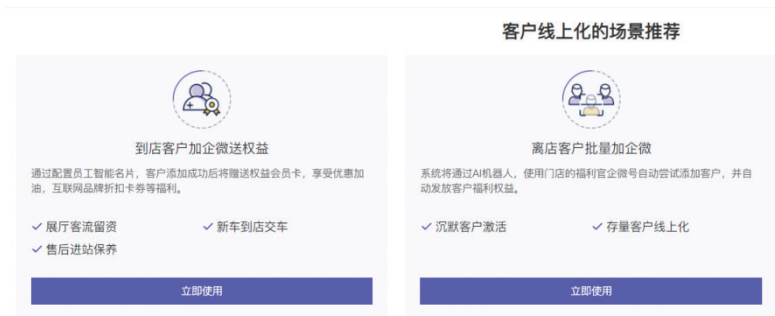 客户线上化的场景推荐
到店客户加企微送权益
通过配置员工智能名片，客户添加成功后将赠送权益会员卡，享受优惠加
油，互联网品牌折扣卡券等福利。
展厅客流留资
新车到店交车
售后进站保养
立即使用
离店客户批量加企微
系统将通过AI机器人，使用门店的福利官企微号自动尝试添加客户，并自
动发放客户福利权益。
沉默客户激活
存量客户线上化
立即使用